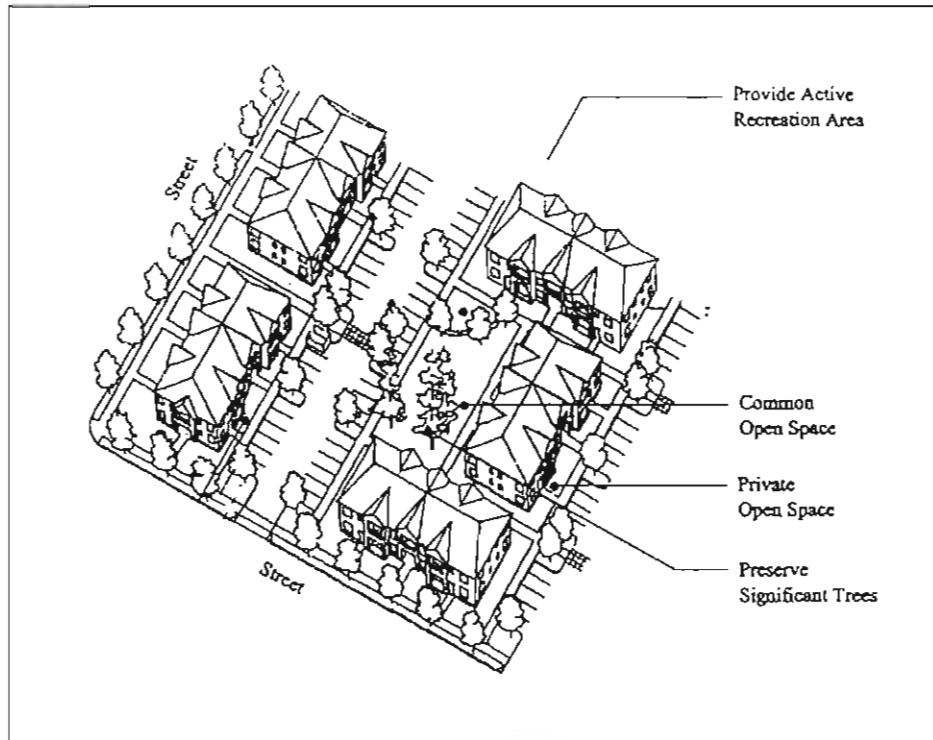 Provide Active
Recreation Area
Street
Common
Open Space
Private
Open Space
Street
Preserve
Significant Trees